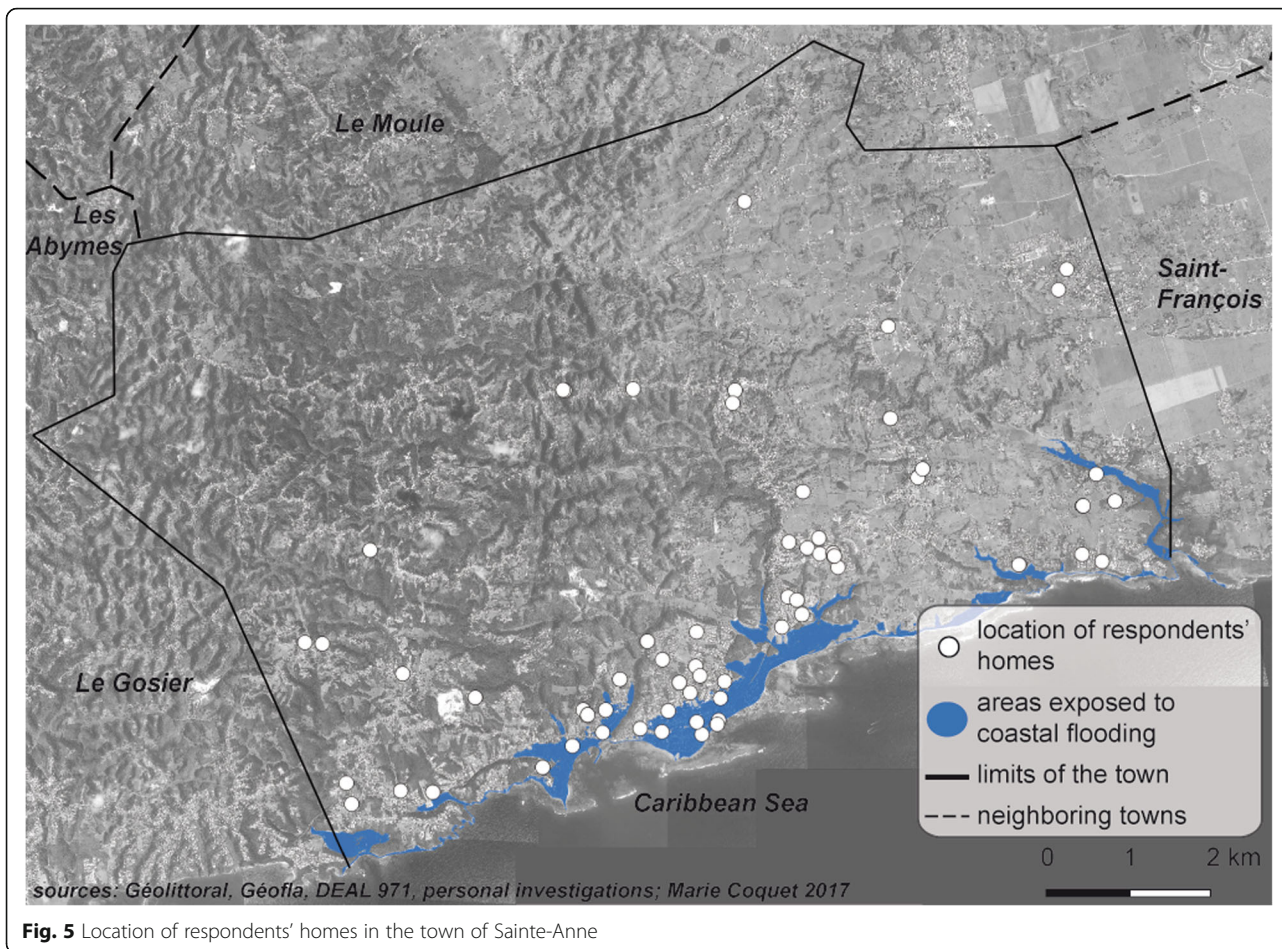 Le Moule
Les
Abymes
Saint-
François
Le Gosier
Caribbean Sea
location of respondents'
homes
areas exposed to
coastal flooding
limits of the town
neighboring towns
0 1 2 km
sources: Géolittoral, Géofla, DEAL 971, personal investigations; Marie Coquet 2017
Fig. 5 Location of respondents' homes in the town of Sainte-Anne